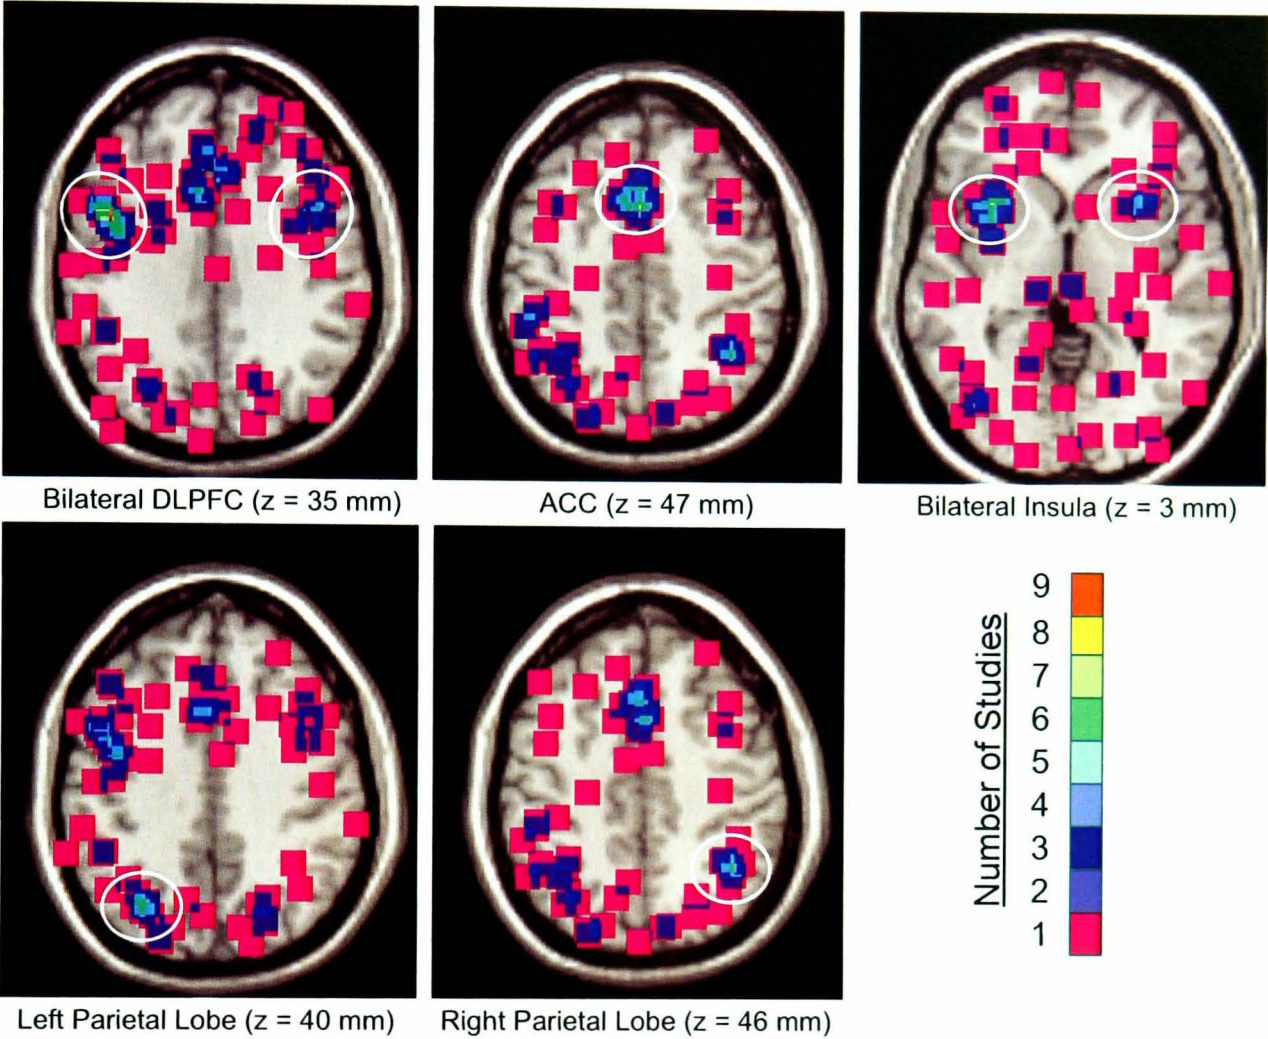 Bilateral DLPFC (z = 35 mm)
ACC (z = 47 mm)
Bilateral Insula (z = 3 mm)
Left Parietal Lobe (z = 40 mm)
Right Parietal Lobe (z = 46 mm)
Number of Studies
9
8
7
6
5
4
3
2
1